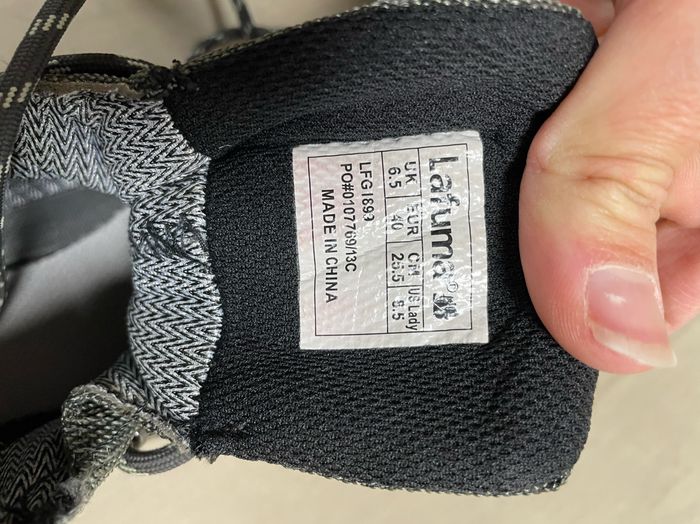 Lafuma®
UK EUR CM US Lady
6.5 40 25.5 8.5
LFG1893
PO#0107769/13C
MADE IN CHINA